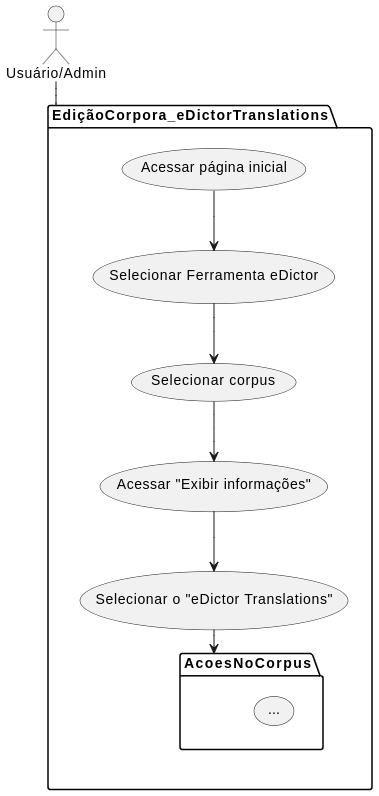 Usuário/Admin
EdiçãoCorpora_eDictorTranslations
Acessar página inicial
Selecionar Ferramenta eDictor
Selecionar corpus
Acessar "Exibir informações"
Selecionar o "eDictor Translations"
AcoesNoCorpus
...